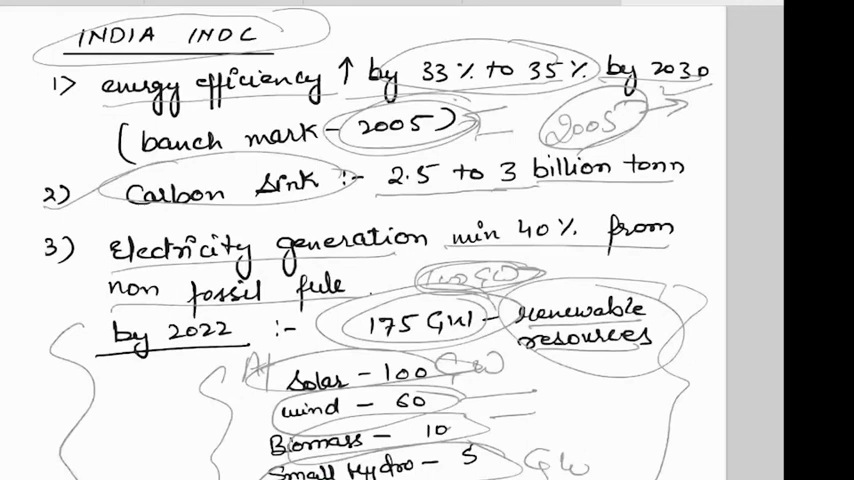 INDIA INDC
1) energy efficiency ↑ by 33% to 35% by 2030
(banch mark - 2005) 2005
2) Carbon Sink :- 2.5 to 3 billion tonn
3) Electricity generation min 40% from
non fossil fule
by 2022 :- 175 GW - renewable
resources
Solar - 100 GW
wind - 60
Biomass - 10
Small Hydro - 5 GW